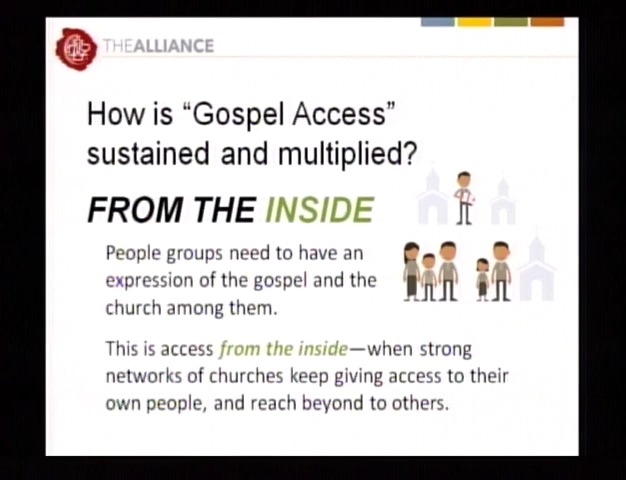 THEALLIANCE
How is “Gospel Access”
sustained and multiplied?
FROM THE INSIDE
People groups need to have an
expression of the gospel and the
church among them.
This is access from the inside—when strong
networks of churches keep giving access to their
own people, and reach beyond to others.